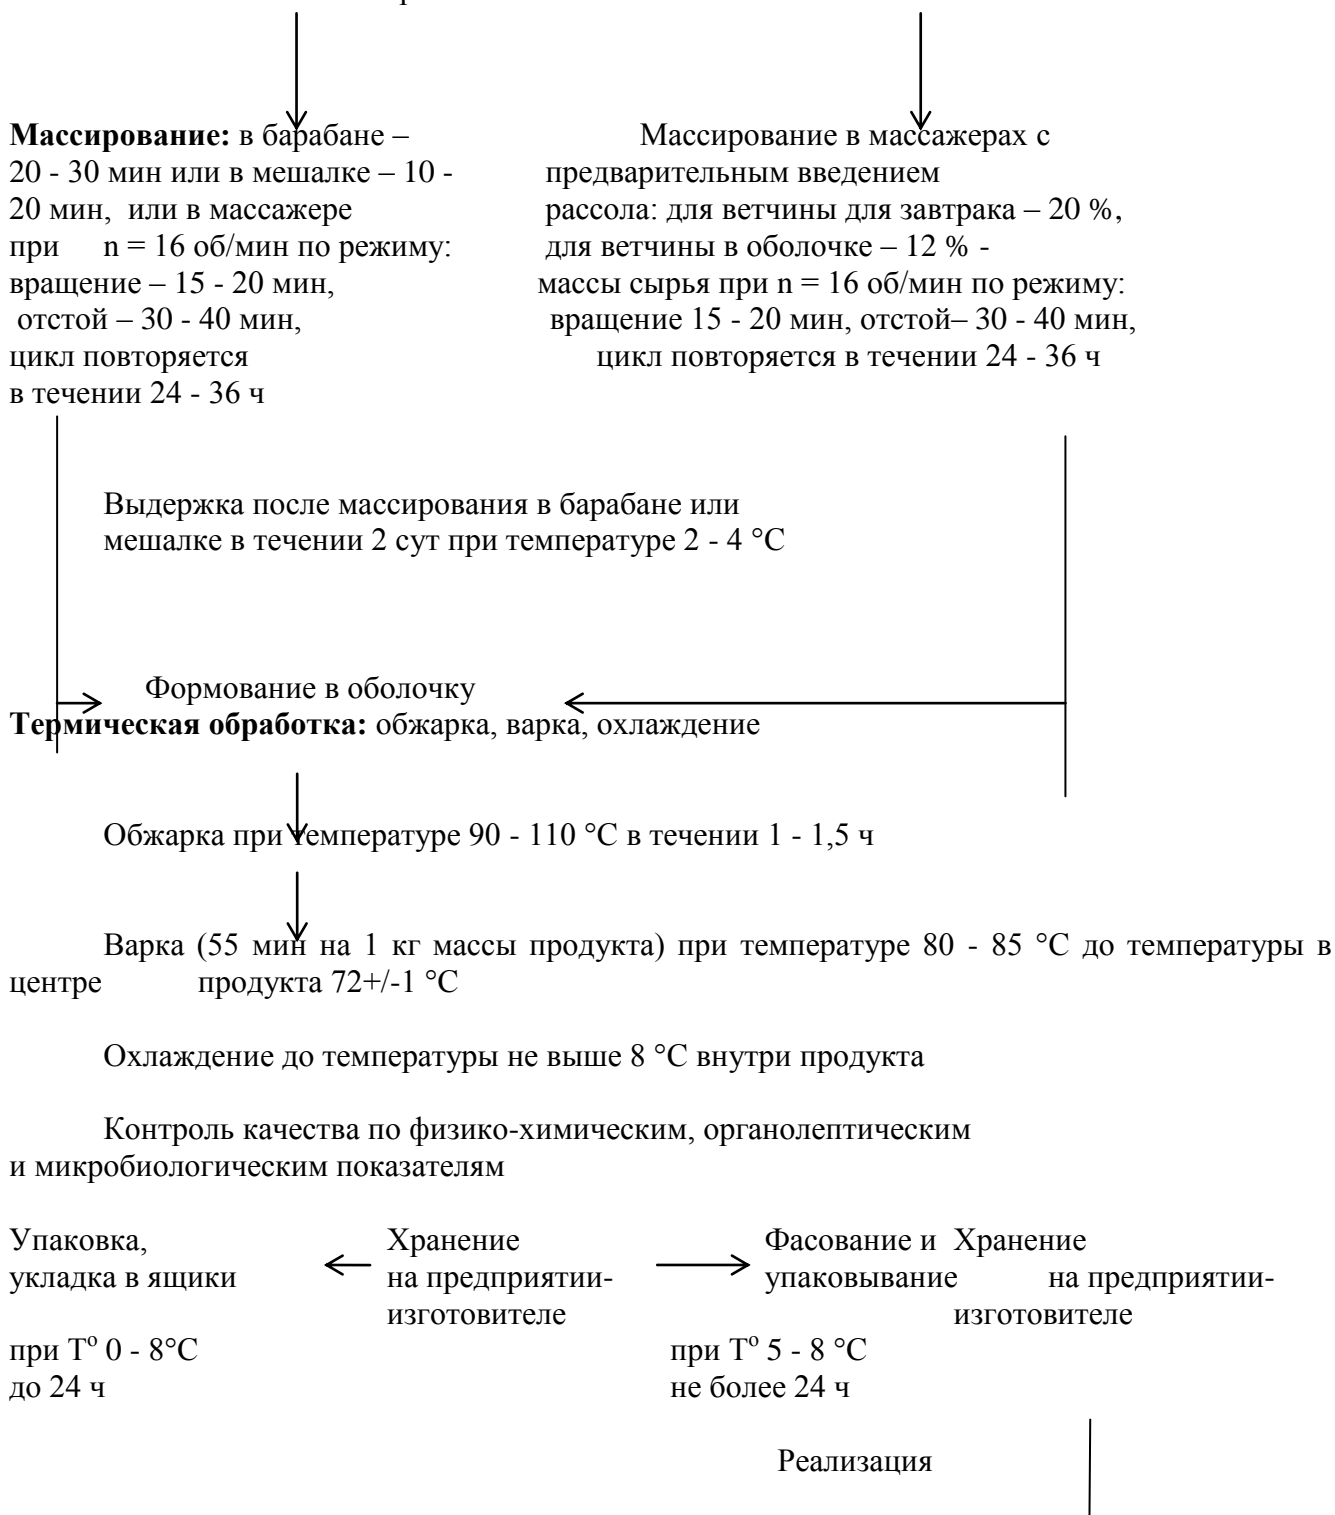 Массирование: в барабане –
20 - 30 мин или в мешалке – 10 -
20 мин, или в массажере
при n = 16 об/мин по режиму:
вращение – 15 - 20 мин,
отстой – 30 - 40 мин,
цикл повторяется
в течении 24 - 36 ч
Массирование в массажерах с
предварительным введением
рассола: для ветчины для завтрака – 20 %,
для ветчины в оболочке – 12 % -
массы сырья при n = 16 об/мин по режиму:
вращение 15 - 20 мин, отстой– 30 - 40 мин,
цикл повторяется в течении 24 - 36 ч
Выдержка после массирования в барабане или
мешалке в течении 2 сут при температуре 2 - 4 °С
Формование в оболочку
Термическая обработка: обжарка, варка, охлаждение
Обжарка при температуре 90 - 110 °С в течении 1 - 1,5 ч
Варка (55 мин на 1 кг массы продукта) при температуре 80 - 85 °С до температуры в
центре продукта 72+/-1 °С
Охлаждение до температуры не выше 8 °С внутри продукта
Контроль качества по физико-химическим, органолептическим
и микробиологическим показателям
Упаковка,
укладка в ящики
Хранение
на предприятии-
изготовителе
Фасование и
упаковывание
Хранение
на предприятии-
изготовителе
при Т° 0 - 8°С
до 24 ч
при Т° 5 - 8 °С
не более 24 ч
Реализация